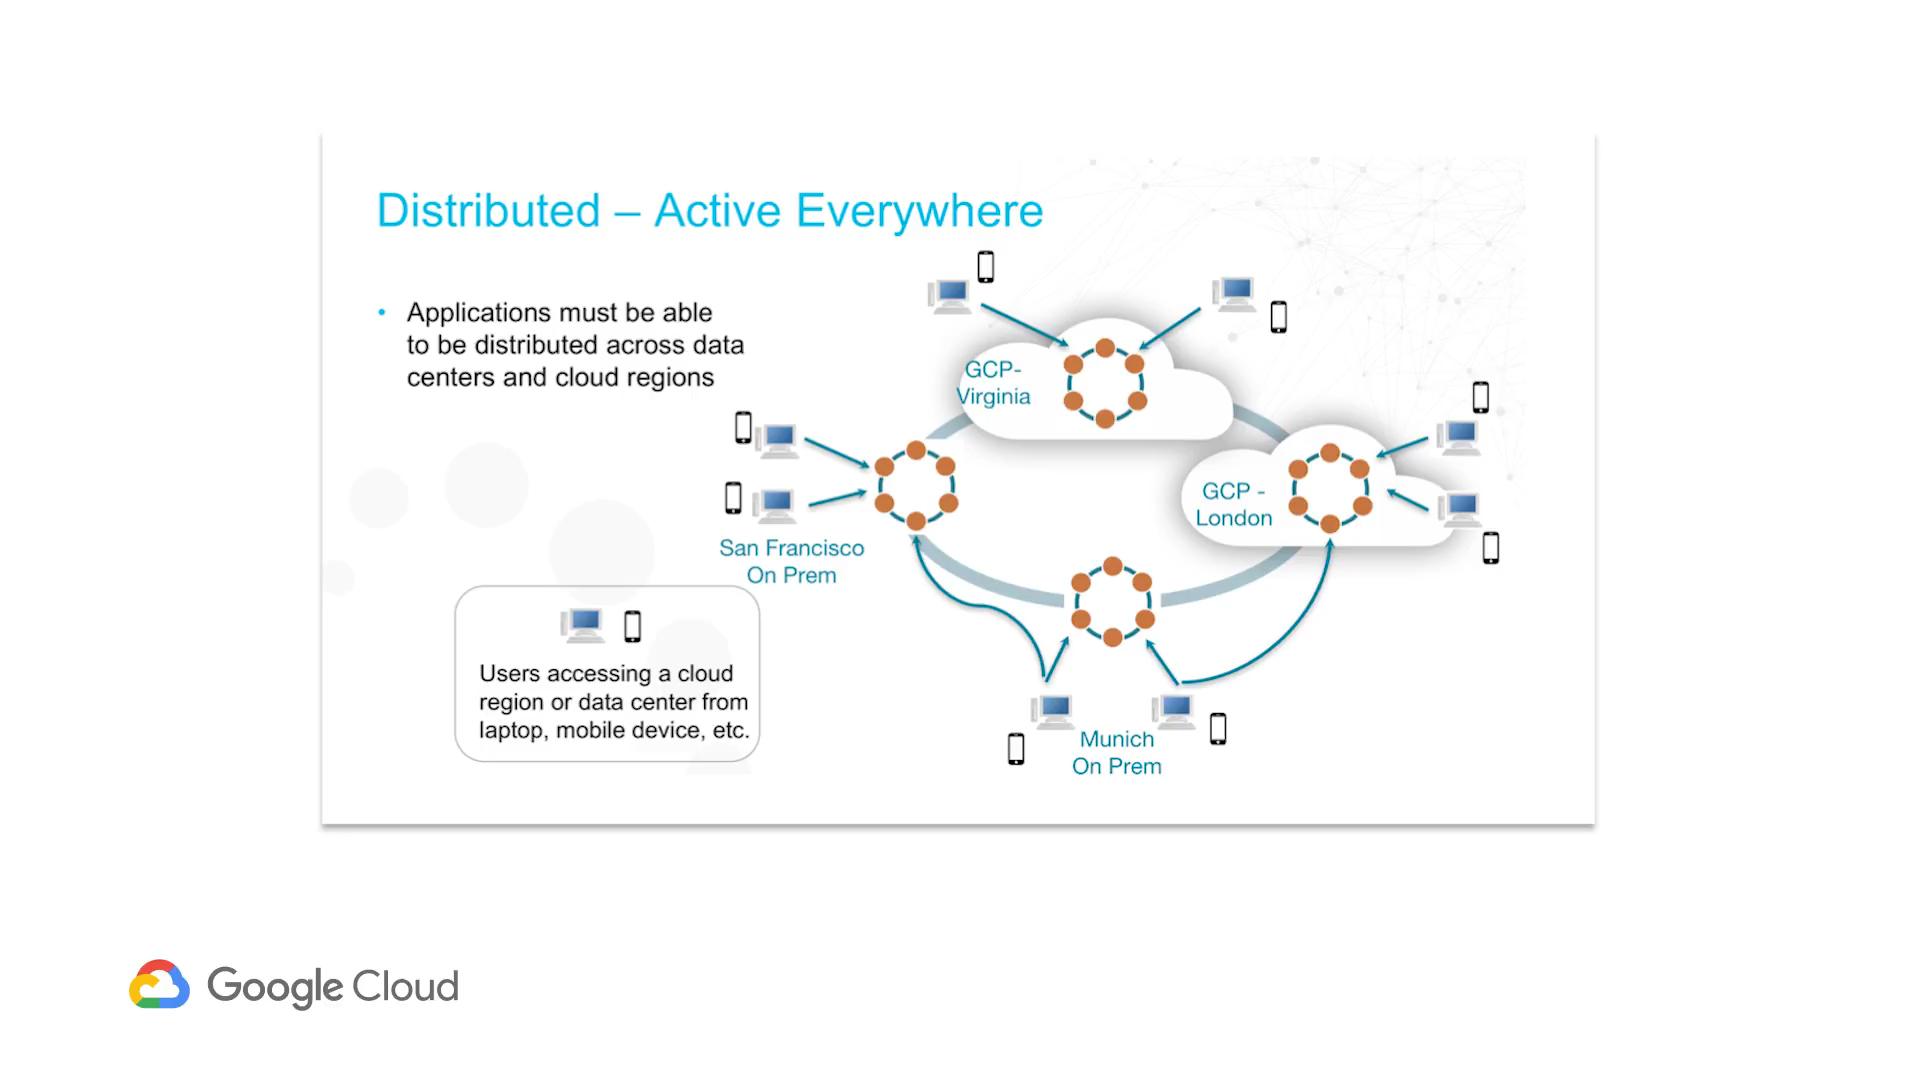 Distributed – Active Everywhere
• Applications must be able
to be distributed across data
centers and cloud regions
GCP-
Virginia
GCP -
London
San Francisco
On Prem
Users accessing a cloud
region or data center from
laptop, mobile device, etc.
Munich
On Prem
Google Cloud